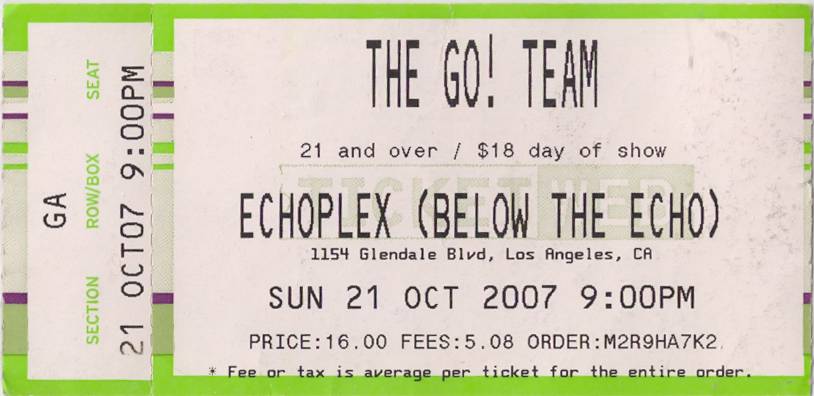 THE GO! TEAM
21 and over / $18 day of show
TICKETWEB
ECHOPLEX (BELOW THE ECHO)
1154 Glendale Blvd, Los Angeles, CA
SUN 21 OCT 2007 9:00PM
PRICE:16.00 FEES:5.08 ORDER:M2R9HA7K2
* Fee or tax is average per ticket for the entire order.
GA
SECTION ROW/BOX SEAT
21 OCT07 9:00PM